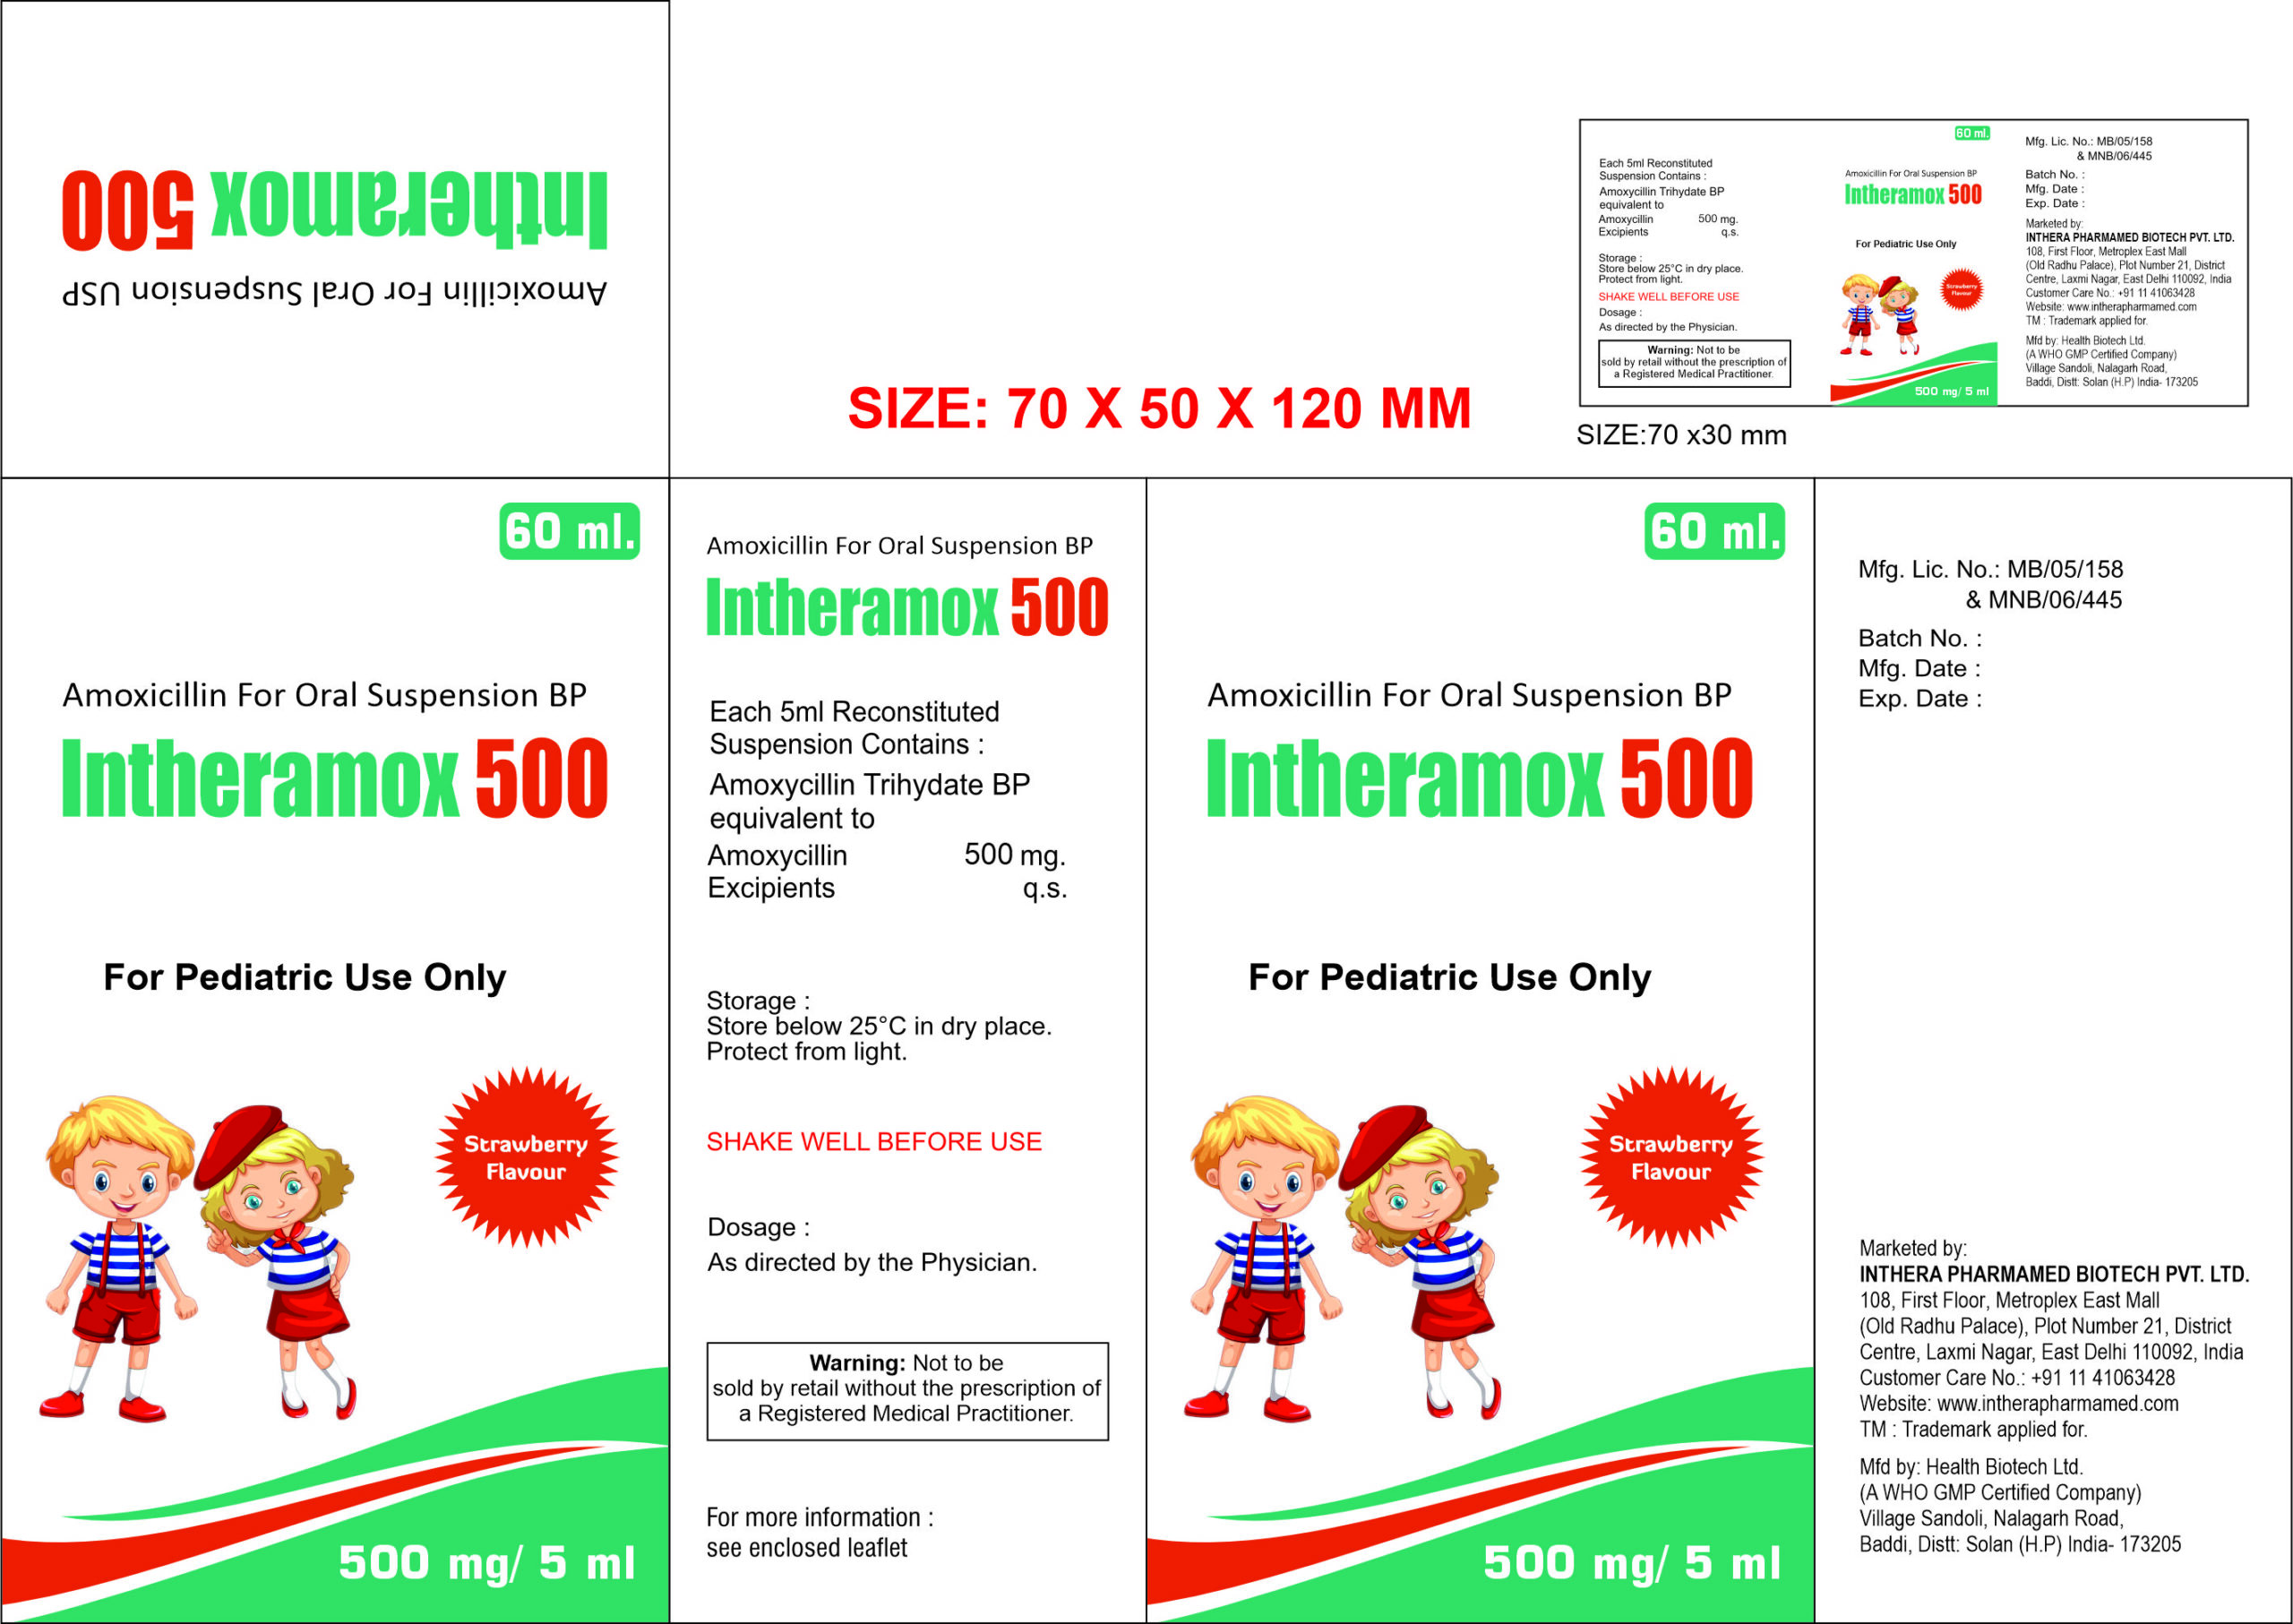 Intheramox 500
Amoxicillin For Oral Suspension USP
SIZE: 70 X 50 X 120 MM
Each 5ml Reconstituted
Suspension Contains :
Amoxycillin Trihydate BP
equivalent to
Amoxycillin 500 mg.
Excipients q.s.
Storage :
Store below 25°C in dry place.
Protect from light.
SHAKE WELL BEFORE USE
Dosage :
As directed by the Physician.
Warning: Not to be
sold by retail without the prescription of
a Registered Medical Practitioner.
60 ml.
Amoxicillin For Oral Suspension BP
Intheramox 500
For Pediatric Use Only
Strawberry
Flavour
500 mg/ 5 ml
Mfg. Lic. No.: MB/05/158
& MNB/06/445
Batch No. :
Mfg. Date :
Exp. Date :
Marketed by:
INTHERA PHARMAMED BIOTECH PVT. LTD.
108, First Floor, Metroplex East Mall
(Old Radhu Palace), Plot Number 21, District
Centre, Laxmi Nagar, East Delhi 110092, India
Customer Care No.: +91 11 41063428
Website: www.intherapharmamed.com
TM : Trademark applied for.
Mfd by: Health Biotech Ltd.
(A WHO GMP Certified Company)
Village Sandoli, Nalagarh Road,
Baddi, Distt: Solan (H.P) India- 173205
SIZE:70 x30 mm
60 ml.
Amoxicillin For Oral Suspension BP
Intheramox 500
For Pediatric Use Only
Strawberry
Flavour
500 mg/ 5 ml
Amoxicillin For Oral Suspension BP
Intheramox 500
Each 5ml Reconstituted
Suspension Contains :
Amoxycillin Trihydate BP
equivalent to
Amoxycillin 500 mg.
Excipients q.s.
Storage :
Store below 25°C in dry place.
Protect from light.
SHAKE WELL BEFORE USE
Dosage :
As directed by the Physician.
Warning: Not to be
sold by retail without the prescription of
a Registered Medical Practitioner.
For more information :
see enclosed leaflet
60 ml.
Amoxicillin For Oral Suspension BP
Intheramox 500
For Pediatric Use Only
Strawberry
Flavour
500 mg/ 5 ml
Mfg. Lic. No.: MB/05/158
& MNB/06/445
Batch No. :
Mfg. Date :
Exp. Date :
Marketed by:
INTHERA PHARMAMED BIOTECH PVT. LTD.
108, First Floor, Metroplex East Mall
(Old Radhu Palace), Plot Number 21, District
Centre, Laxmi Nagar, East Delhi 110092, India
Customer Care No.: +91 11 41063428
Website: www.intherapharmamed.com
TM : Trademark applied for.
Mfd by: Health Biotech Ltd.
(A WHO GMP Certified Company)
Village Sandoli, Nalagarh Road,
Baddi, Distt: Solan (H.P) India- 173205